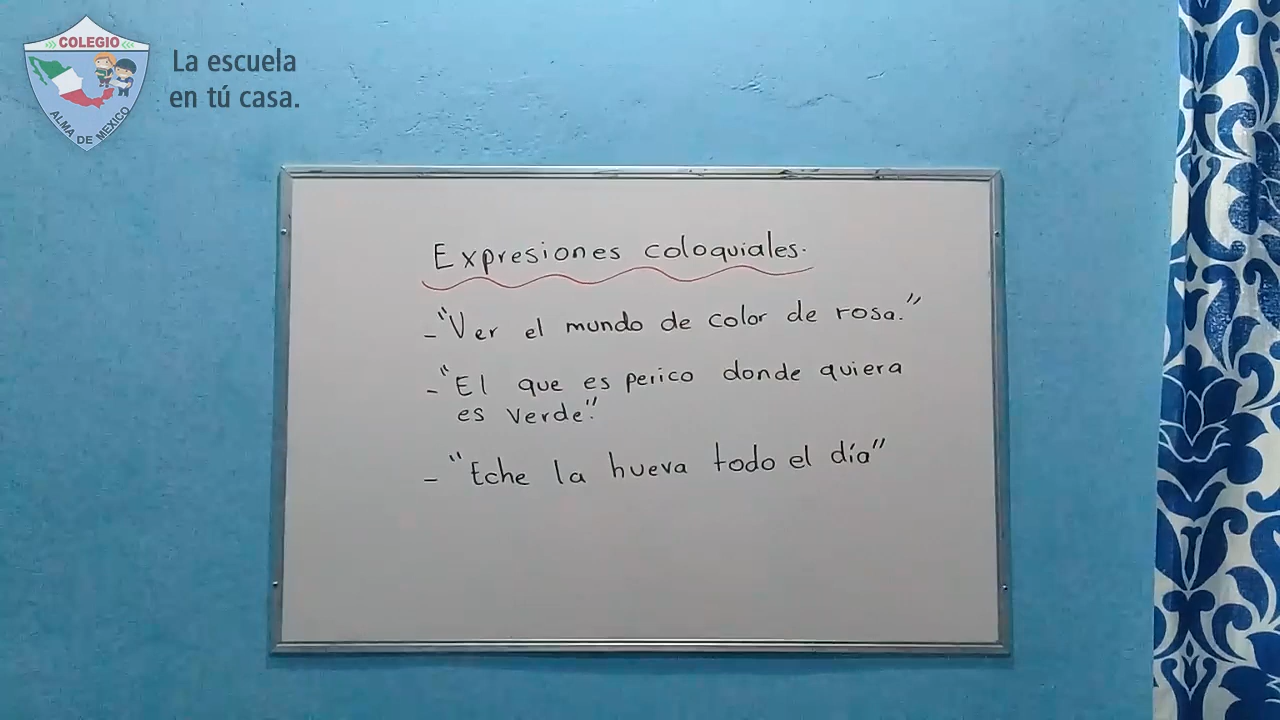 COLEGIO
ALMA DE MEXICO
La escuela
en tú casa.
Expresiones coloquiales.
- "Ver el mundo de color de rosa."
- "El que es perico donde quiera
es verde."
- "Eche la hueva todo el día"